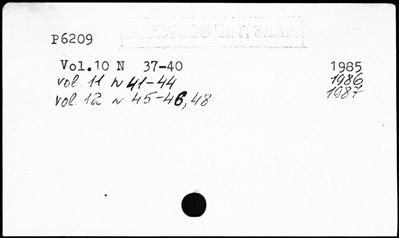 P6209
Vol.10 N 37-40 1985
vol. 11 N 41-44 1986
vol. 12 N 45-46,48 1987